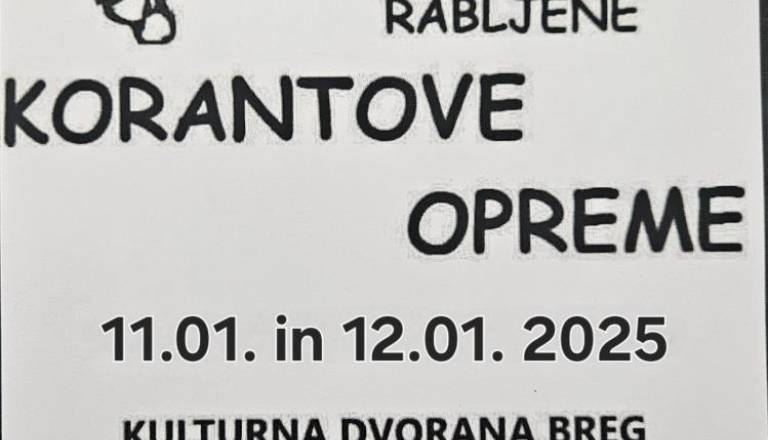 RABLJENE
KORANTOVE
OPREME
11.01. in 12.01. 2025
KULTURNA DVORANA BREG